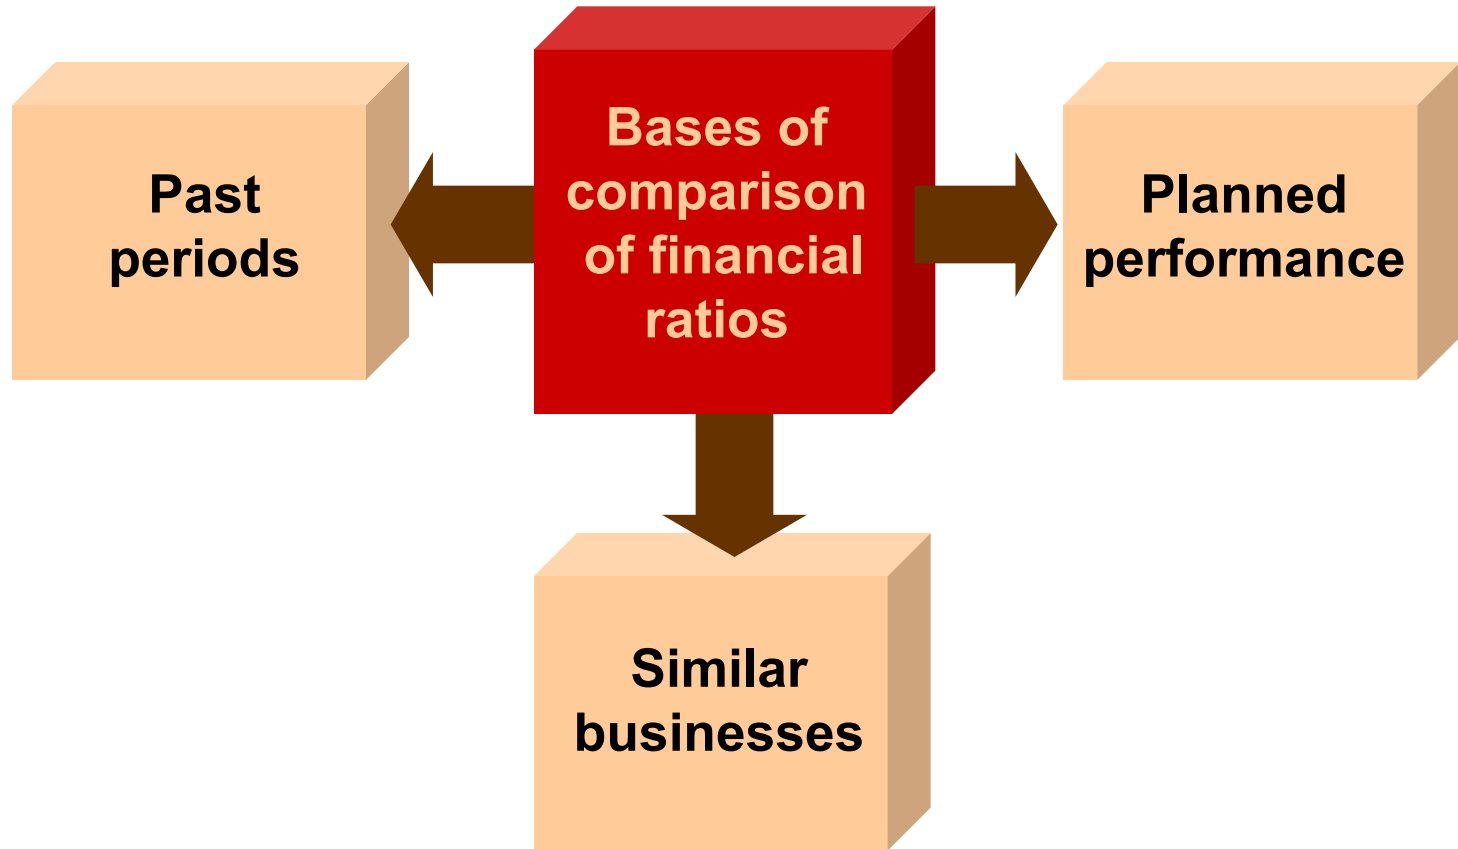 Bases of
comparison
of financial
ratios
Past
periods
Planned
performance
Similar
businesses